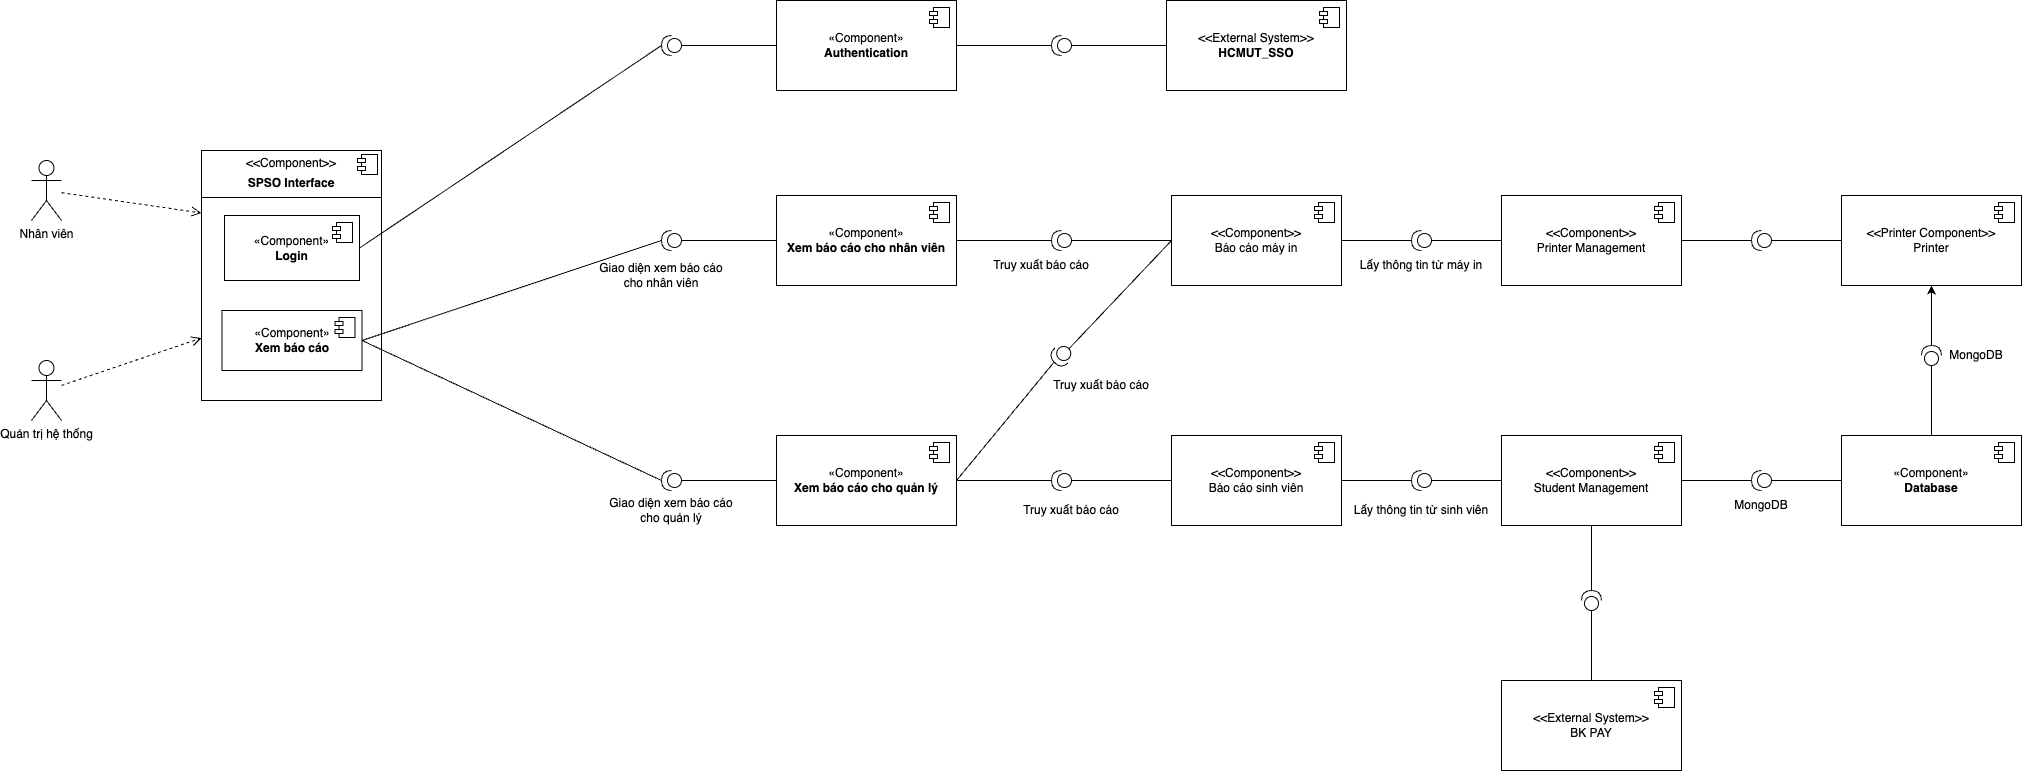 «Component»
Authentication
<<External System>>
HCMUT_SSO
<<Component>>
SPSO Interface
«Component»
Login
«Component»
Xem báo cáo
Nhân viên
Quản trị hệ thống
Giao diện xem báo cáo
cho nhân viên
«Component»
Xem báo cáo cho nhân viên
Truy xuất báo cáo
<<Component>>
Báo cáo máy in
Lấy thông tin từ máy in
<<Component>>
Printer Management
<<Printer Component>>
Printer
MongoDB
Truy xuất báo cáo
Giao diện xem báo cáo
cho quản lý
«Component»
Xem báo cáo cho quản lý
Truy xuất báo cáo
<<Component>>
Báo cáo sinh viên
Lấy thông tin từ sinh viên
<<Component>>
Student Management
MongoDB
«Component»
Database
<<External System>>
BK PAY